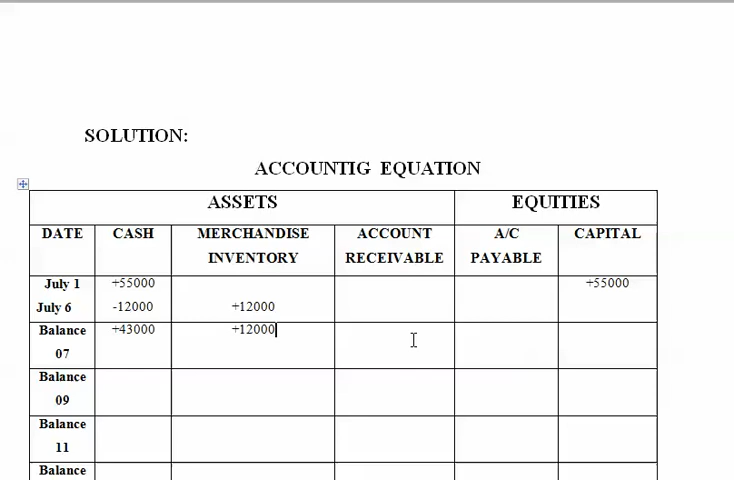 SOLUTION:
ACCOUNTIG EQUATION
ASSETS EQUITIES
DATE CASH MERCHANDISE INVENTORY ACCOUNT RECEIVABLE A/C PAYABLE CAPITAL
July 1 +55000 +55000
July 6 -12000 +12000
Balance 07 +43000 +12000
Balance 09
Balance 11
Balance